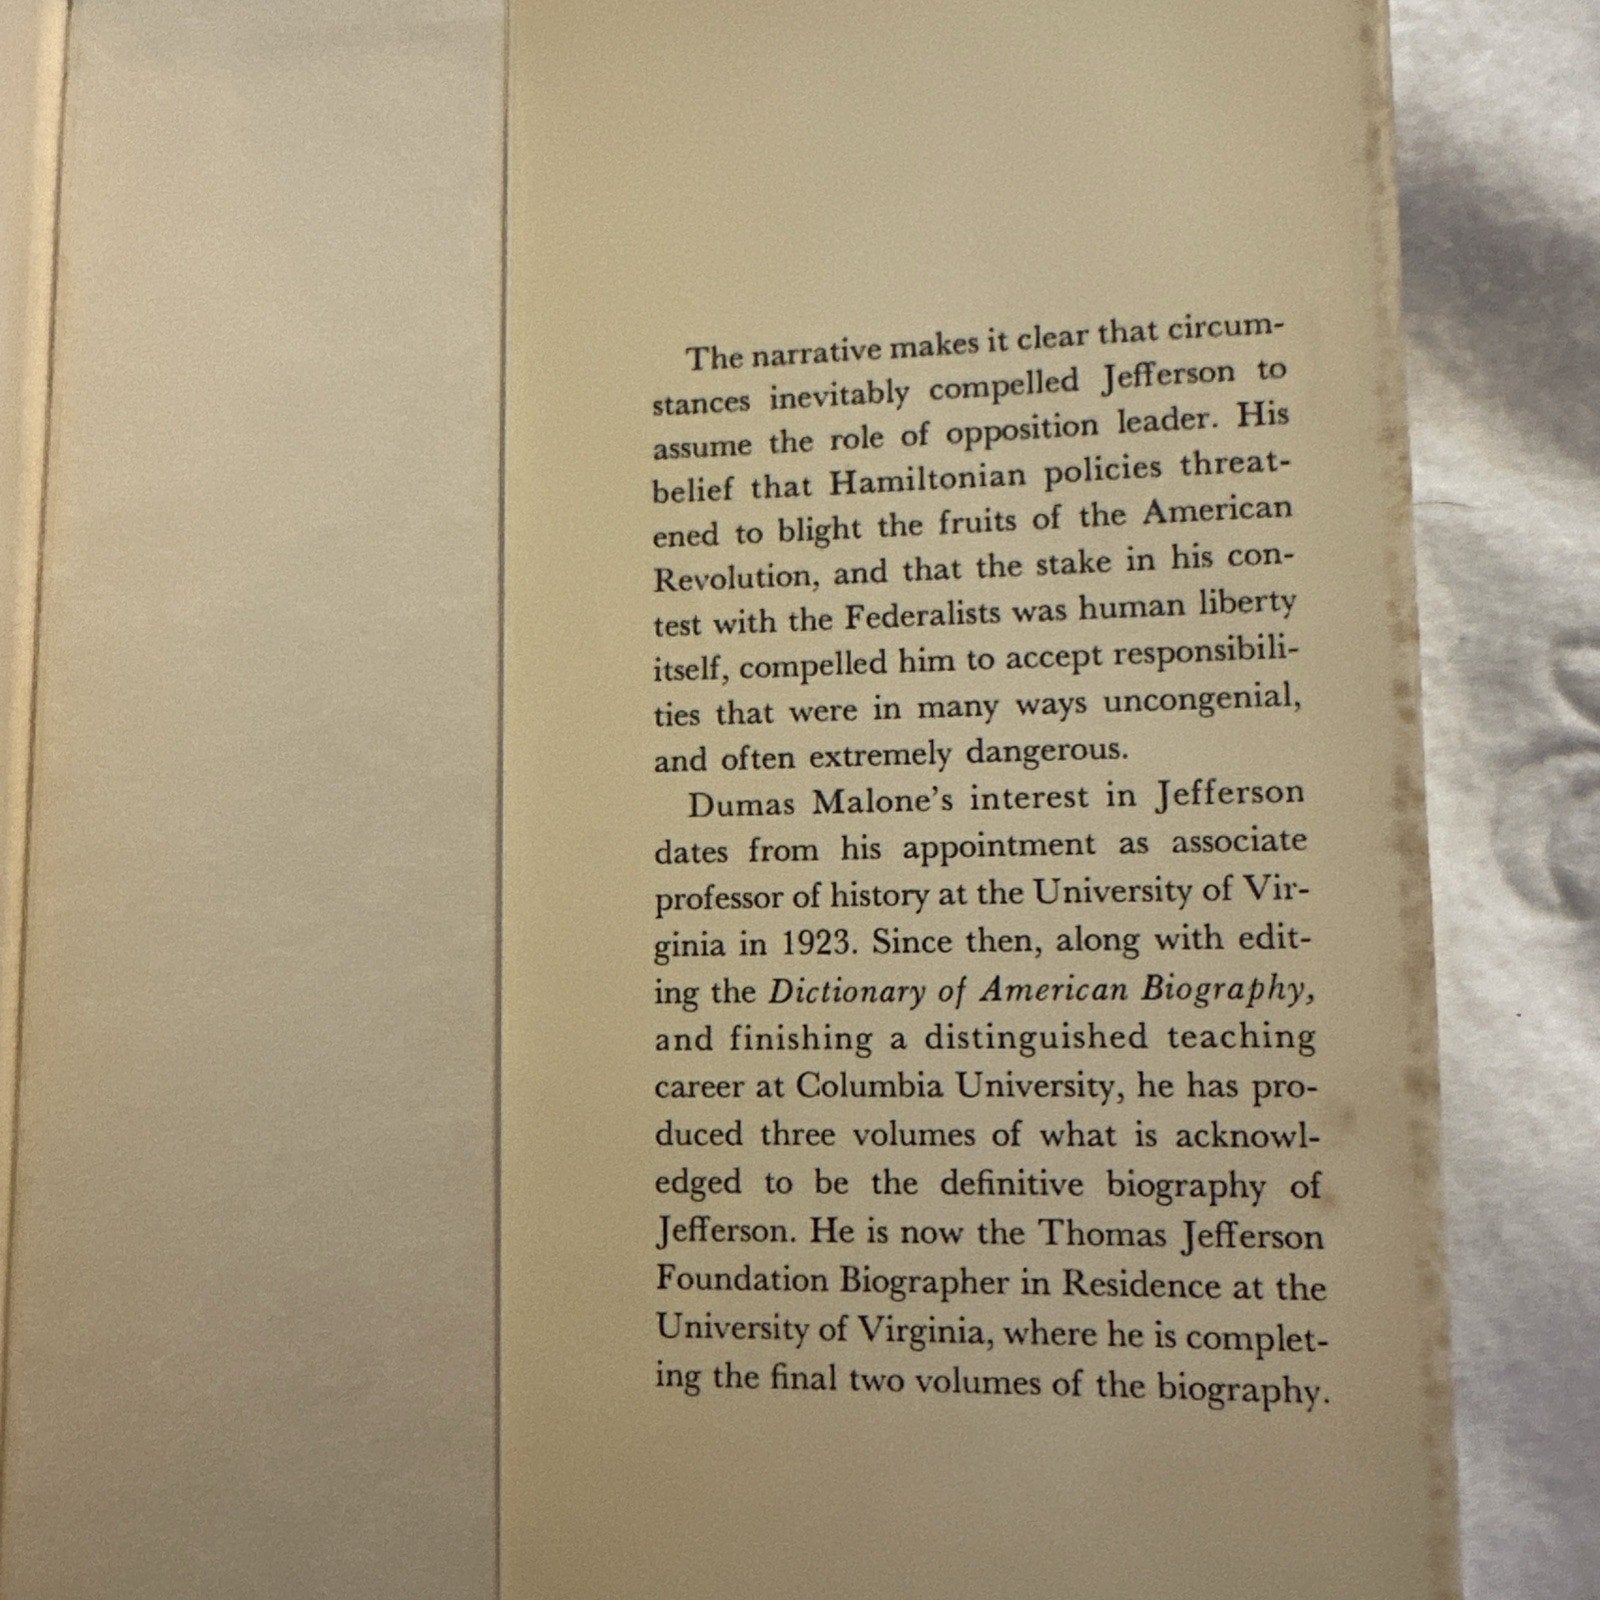 The narrative makes it clear that circum-
stances inevitably compelled Jefferson to
assume the role of opposition leader. His
belief that Hamiltonian policies threat-
ened to blight the fruits of the American
Revolution, and that the stake in his con-
test with the Federalists was human liberty
itself, compelled him to accept responsibili-
ties that were in many ways uncongenial,
and often extremely dangerous.
Dumas Malone's interest in Jefferson
dates from his appointment as associate
professor of history at the University of Vir-
ginia in 1923. Since then, along with edit-
ing the Dictionary of American Biography,
and finishing a distinguished teaching
career at Columbia University, he has pro-
duced three volumes of what is acknowl-
edged to be the definitive biography of
Jefferson. He is now the Thomas Jefferson
Foundation Biographer in Residence at the
University of Virginia, where he is complet-
ing the final two volumes of the biography.